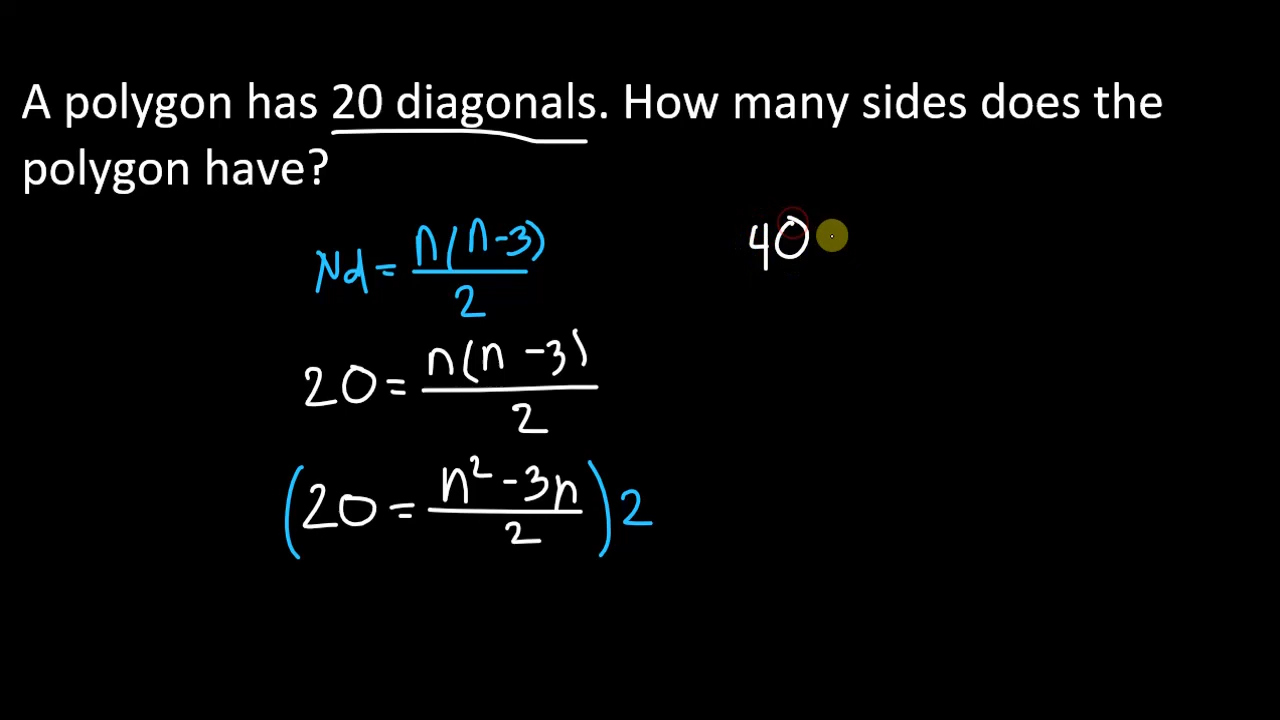 A polygon has 20 diagonals. How many sides does the
polygon have?
Nd = n(n-3)/2
20 = n(n-3)/2
(20 = n²-3n/2)2
40